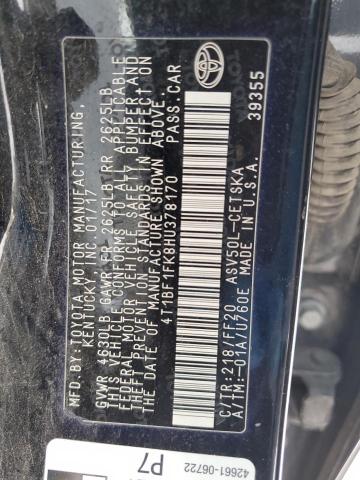 MFD.BY:TOYOTA MOTOR MANUFACTURING,
KENTUCKY, INC. 01/17
GVWR 4630LB GAWR FR 2625LB RR 2625LB
THIS VEHICLE CONFORMS TO ALL APPLICABLE
FEDERAL MOTOR VEHICLE SAFETY, BUMPER, AND
THEFT PREVENTION STANDARDS IN EFFECT ON
THE DATE OF MANUFACTURE SHOWN ABOVE.
4T1BF1FK8HU378170 PASS.CAR
C/TR:218/FF20 ASV50L-CETSKA
A/TM:-01A/U760E MADE IN U.S.A.
39355
42661-06722
P7